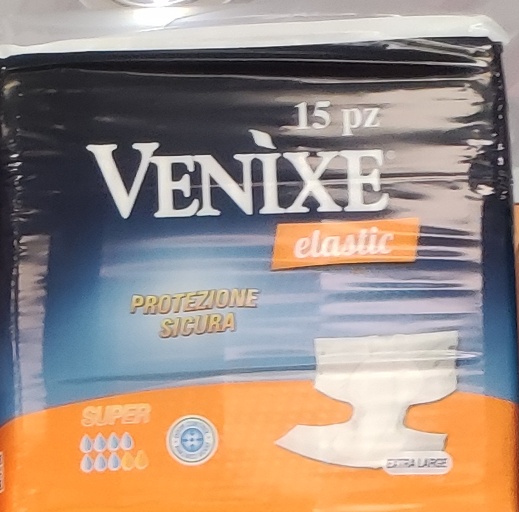 15 pz
VENÌXE
elastic
PROTEZIONE
SICURA
SUPER
EXTRA LARGE